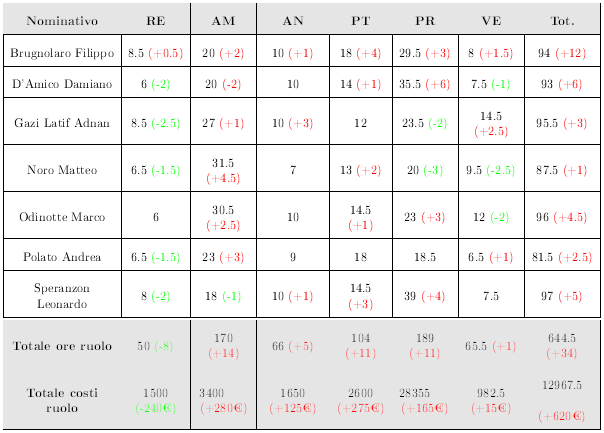 Nominativo RE AM AN PT PR VE Tot.
Brugnolaro Filippo 8.5 (+0.5) 20 (+2) 10 (+1) 18 (+4) 29.5 (+3) 8 (+1.5) 94 (+12)
D'Amico Damiano 6 (-2) 20 (-2) 10 14 (+1) 35.5 (+6) 7.5 (-1) 93 (+6)
Gazi Latif Adnan 8.5 (-2.5) 27 (+1) 10 (+3) 12 23.5 (-2) 14.5 (+2.5) 95.5 (+3)
Noro Matteo 6.5 (-1.5) 31.5 (+4.5) 7 13 (+2) 20 (-3) 9.5 (-2.5) 87.5 (+1)
Odinotte Marco 6 30.5 (+2.5) 10 14.5 (+1) 23 (+3) 12 (-2) 96 (+4.5)
Polato Andrea 6.5 (-1.5) 23 (+3) 9 18 18.5 6.5 (+1) 81.5 (+2.5)
Speranzon Leonardo 8 (-2) 18 (-1) 10 (+1) 14.5 (+3) 39 (+4) 7.5 97 (+5)
Totale ore ruolo 50 (-8) 170 (+14) 66 (+5) 104 (+11) 189 (+11) 65.5 (+1) 644.5 (+34)
Totale costi ruolo 1500 (-240€) 3400 (+280€) 1650 (+125€) 2600 (+275€) 28355 (+165€) 982.5 (+15€) 12967.5 (+620€)